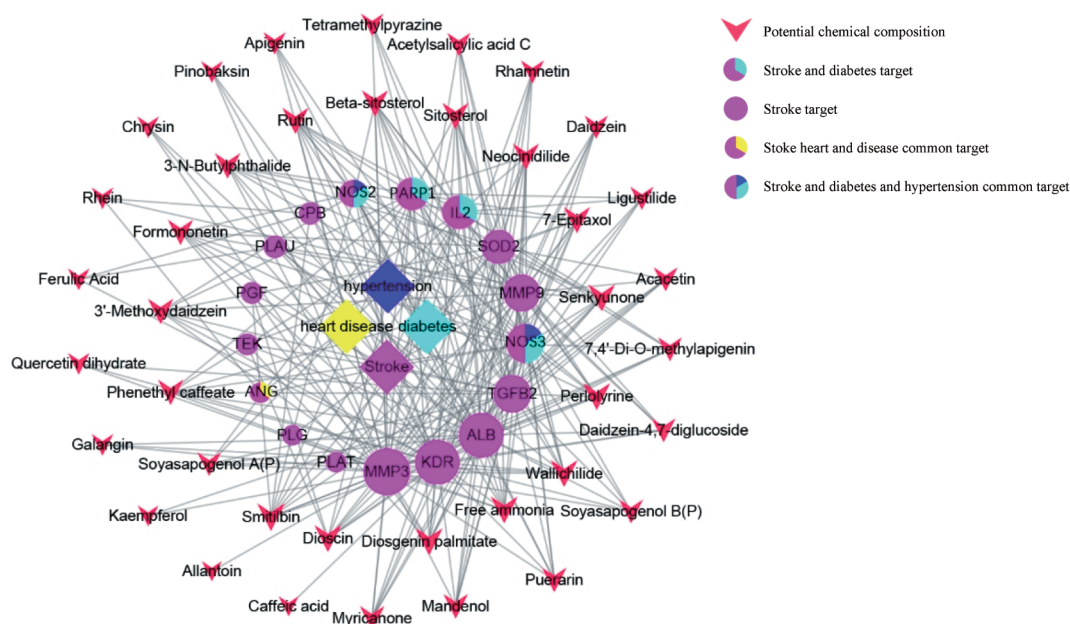 Tetramethylpyrazine
Potential chemical composition
Apigenin
Acetylsalicylic acid C
Pinobaksin
Rhamnetin
Stroke and diabetes target
Beta-sitosterol
Stroke target
Rutin
Sitosterol
Chrysin
Daidzein
Stoke heart and disease common target
3-N-Butylphthalide
Neocinidilide
Stroke and diabetes and hypertension common target
Rhein
NOS2
PARP1
Ligustilide
CPB
IL2
7-Epitaxol
Formononetin
PLAU
SOD2
Ferulic Acid
hypertension
Acacetin
PGF
MMP9
Senkyunone
3'-Methoxydaidzein
heart disease
diabetes
TEK
NOS3
7,4'-Di-O-methylapigenin
Quercetin dihydrate
Stroke
Phenethyl caffeate
ANG
TGFB2
Perlolyrine
Galangin
PLG
ALB
Daidzein-4,7-diglucoside
Soyasapogenol A(P)
PLAT
MMP3
KDR
Wallichilide
Kaempferol
Smitilbin
Free ammonia
Soyasapogenol B(P)
Dioscin
Diosgenin palmitate
Allantoin
Puerarin
Caffeic acid
Myricanone
Mandenol